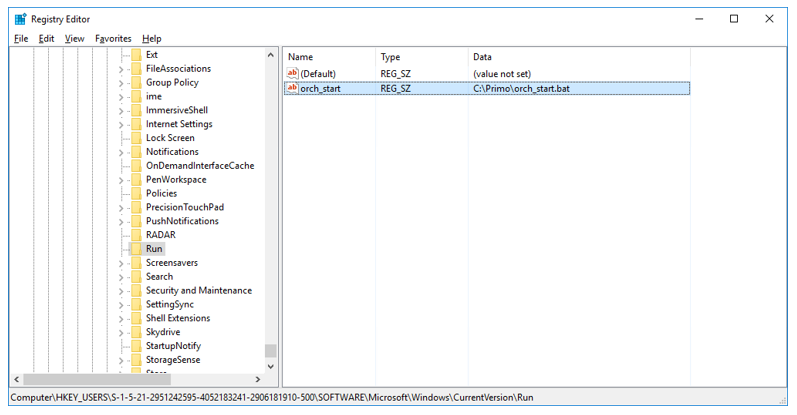 Registry Editor
File Edit View Favorites Help
Ext
FileAssociations
Group Policy
ime
ImmersiveShell
Internet Settings
Lock Screen
Notifications
OnDemandInterfaceCache
PenWorkspace
Policies
PrecisionTouchPad
PushNotifications
RADAR
Run
Screensavers
Search
Security and Maintenance
SettingSync
Shell Extensions
Skydrive
StartupNotify
StorageSense
Name Type Data
ab (Default) REG_SZ (value not set)
ab orch_start REG_SZ C:\Primo\orch_start.bat
Computer\HKEY_USERS\S-1-5-21-2951242595-4052183241-2906181910-500\SOFTWARE\Microsoft\Windows\CurrentVersion\Run